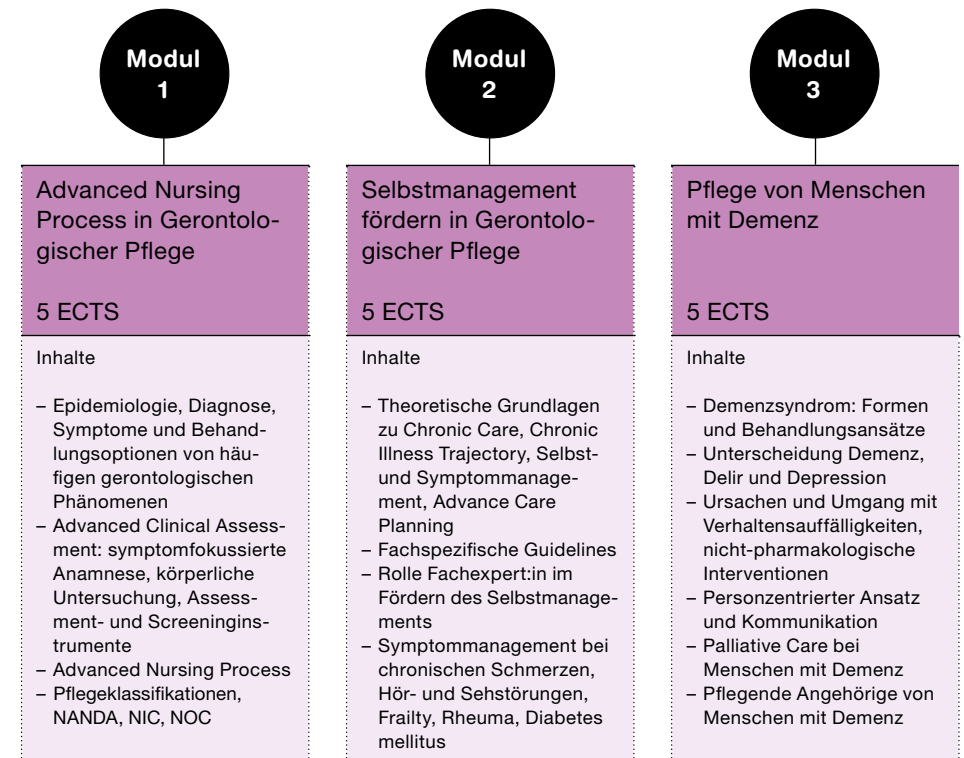 Modul
1
Advanced Nursing
Process in Gerontolo-
gischer Pflege
5 ECTS
Inhalte
– Epidemiologie, Diagnose,
Symptome und Behand-
lungsoptionen von häu-
figen gerontologischen
Phänomenen
– Advanced Clinical Assess-
ment: symptomfokussierte
Anamnese, körperliche
Untersuchung, Assess-
ment- und Screeningins-
trumente
– Advanced Nursing Process
– Pflegeklassifikationen,
NANDA, NIC, NOC
Modul
2
Selbstmanagement
fördern in Gerontolo-
gischer Pflege
5 ECTS
Inhalte
– Theoretische Grundlagen
zu Chronic Care, Chronic
Illness Trajectory, Selbst-
und Symptommanage-
ment, Advance Care
Planning
– Fachspezifische Guidelines
– Rolle Fachexpert:in im
Fördern des Selbstmanage-
ments
– Symptommanagement bei
chronischen Schmerzen,
Hör- und Sehstörungen,
Frailty, Rheuma, Diabetes
mellitus
Modul
3
Pflege von Menschen
mit Demenz
5 ECTS
Inhalte
– Demenzsyndrom: Formen
und Behandlungsansätze
– Unterscheidung Demenz,
Delir und Depression
– Ursachen und Umgang mit
Verhaltensauffälligkeiten,
nicht-pharmakologische
Interventionen
– Personzentrierter Ansatz
und Kommunikation
– Palliative Care bei
Menschen mit Demenz
– Pflegende Angehörige von
Menschen mit Demenz